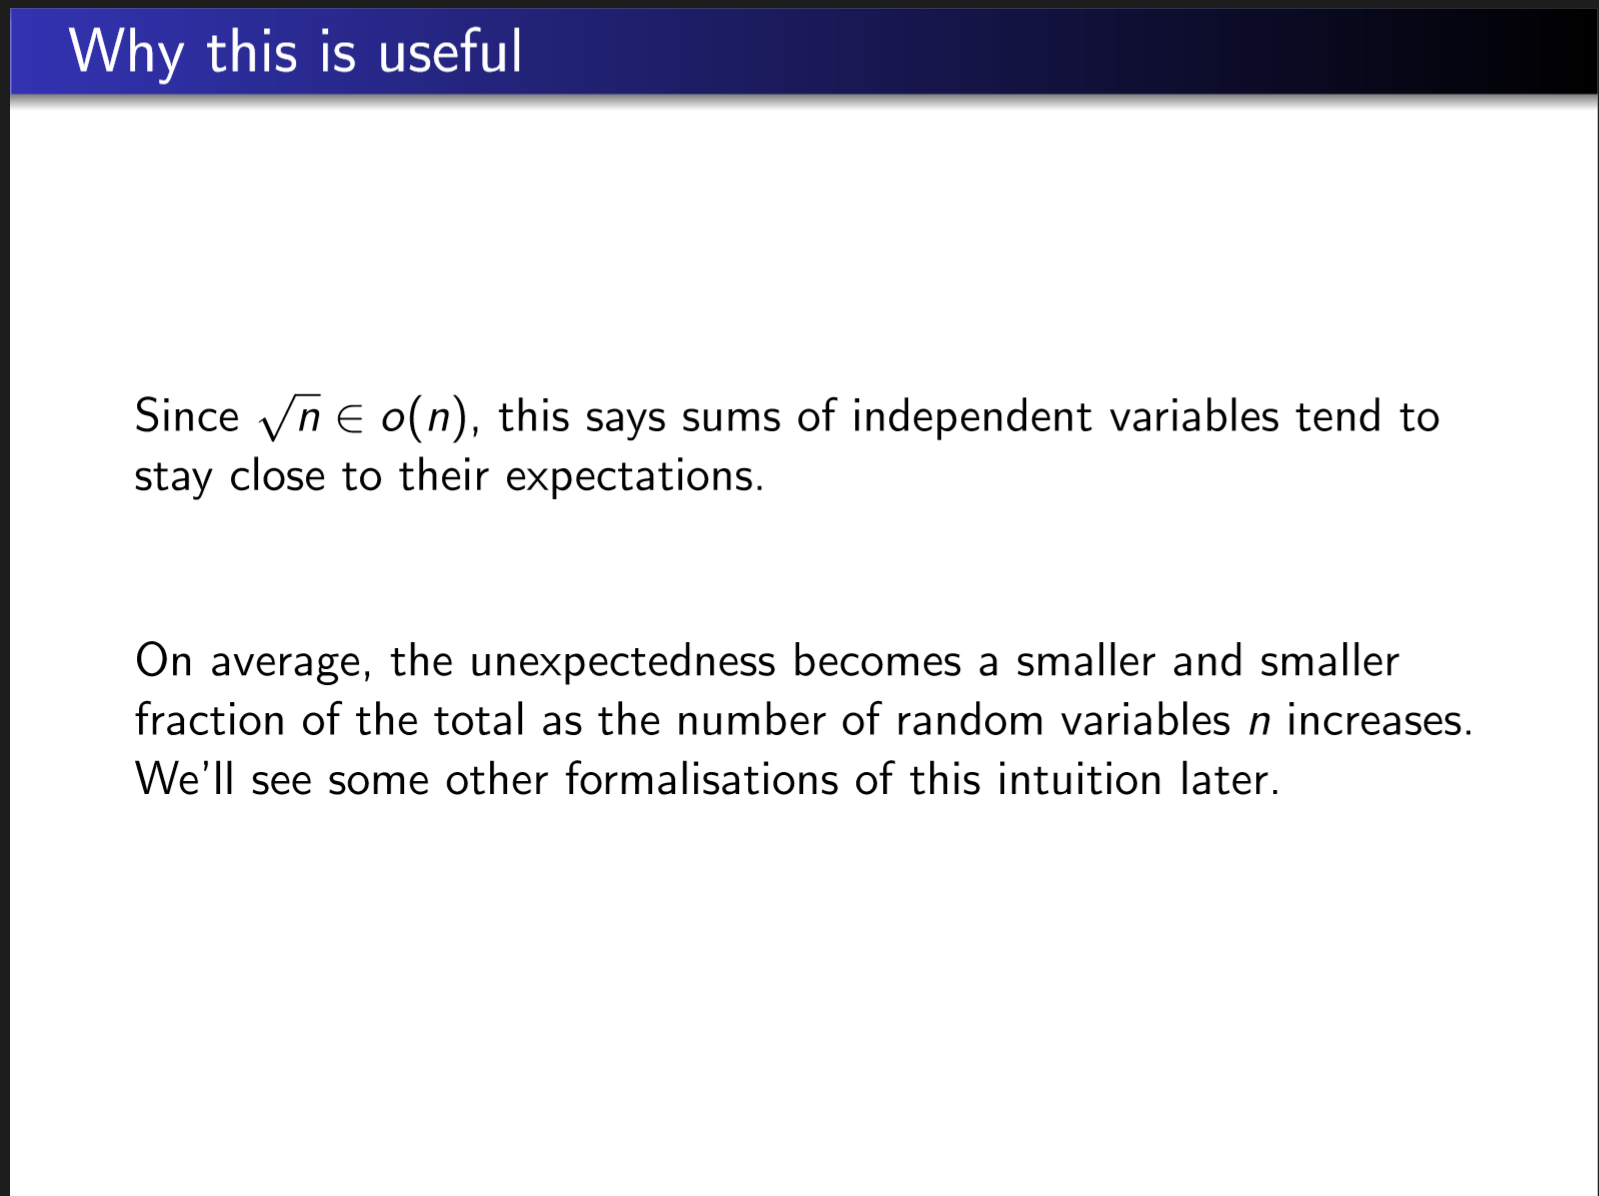 Why this is useful
Since √n ∈ o(n), this says sums of independent variables tend to
stay close to their expectations.
On average, the unexpectedness becomes a smaller and smaller
fraction of the total as the number of random variables n increases.
We'll see some other formalisations of this intuition later.